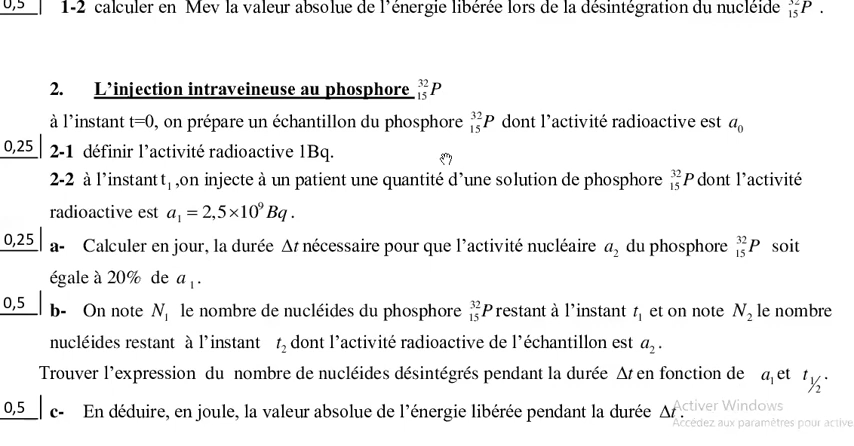 0,5 1-2 calculer en Mev la valeur absolue de l'énergie libérée lors de la désintégration du nucléide ³²₁₅P .
2. L'injection intraveineuse au phosphore ³²₁₅P
à l'instant t=0, on prépare un échantillon du phosphore ³²₁₅P dont l'activité radioactive est a₀
0,25 2-1 définir l'activité radioactive 1Bq.
2-2 à l'instant t₁ ,on injecte à un patient une quantité d'une solution de phosphore ³²₁₅P dont l'activité
radioactive est a₁ = 2,5×10⁹ Bq .
0,25 a- Calculer en jour, la durée Δt nécessaire pour que l'activité nucléaire a₂ du phosphore ³²₁₅P soit
égale à 20% de a₁ .
0,5 b- On note N₁ le nombre de nucléides du phosphore ³²₁₅P restant à l'instant t₁ et on note N₂ le nombre
nucléides restant à l'instant t₂ dont l'activité radioactive de l'échantillon est a₂ .
Trouver l'expression du nombre de nucléides désintégrés pendant la durée Δt en fonction de a₁ et t½ .
0,5 c- En déduire, en joule, la valeur absolue de l'énergie libérée pendant la durée Δt .
Activer Windows
Accédez aux paramètres pour active